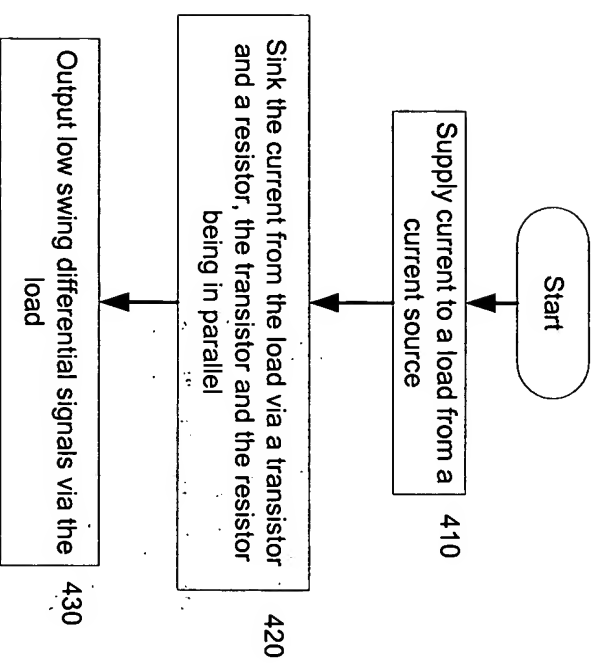 Start
Supply current to a load from a
current source
410
Sink the current from the load via a transistor
and a resistor, the transistor and the resistor
being in parallel
420
Output low swing differential signals via the
load
430